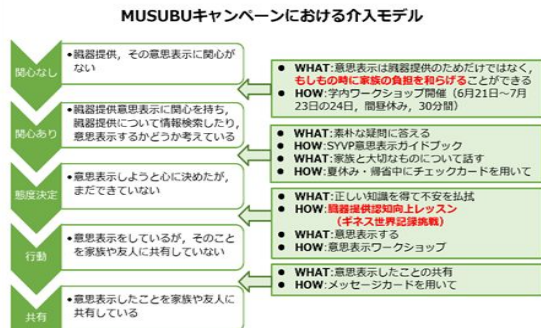 MUSUBUキャンペーンにおける介入モデル
関心なし
•臓器提供，その意思表示に関心が
ない
● WHAT:意思表示は臓器提供のためだけではなく，
もしもの時に家族の負担を和らげることができる
● HOW:学内ワークショップ開催（6月21日～7月
23日の24日，間昼休み，30分間）
関心あり
•臓器提供意思表示に関心を持ち，
臓器提供について情報検索したり，
意思表示するかどうか考えている
● WHAT:素朴な疑問に答える
● HOW:SYVP意思表示ガイドブック
● WHAT:家族と大切なものについて話す
● HOW:夏休み・帰省中にチェックカードを用いて
態度決定
•意思表示しようと心に決めたが，
まだできていない
● WHAT:正しい知識を得て不安を払拭
● HOW:臓器提供認知向上レッスン
（ギネス世界記録挑戦）
● WHAT:意思表示する
● HOW:意思表示ワークショップ
行動
•意思表示をしているが，そのこと
を家族や友人に共有していない
● WHAT:意思表示したことの共有
● HOW:メッセージカードを用いて
共有
•意思表示したことを家族や友人に
共有している